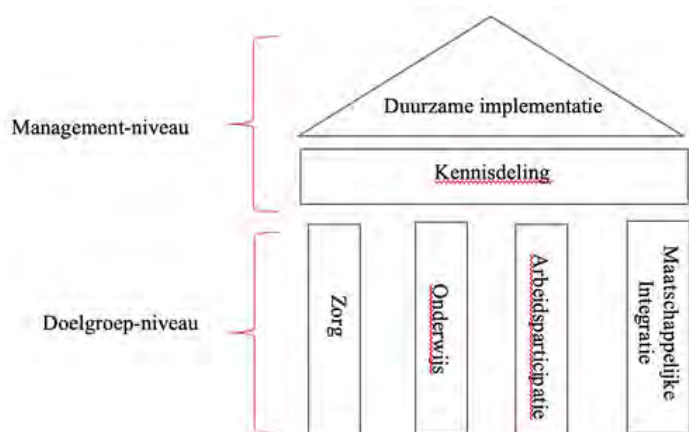 Duurzame implementatie
Management-niveau
Kennisdeling
Doelgroep-niveau
Zorg
Onderwijs
Arbeidsparticipatie
Maatschappelijke
Integratie